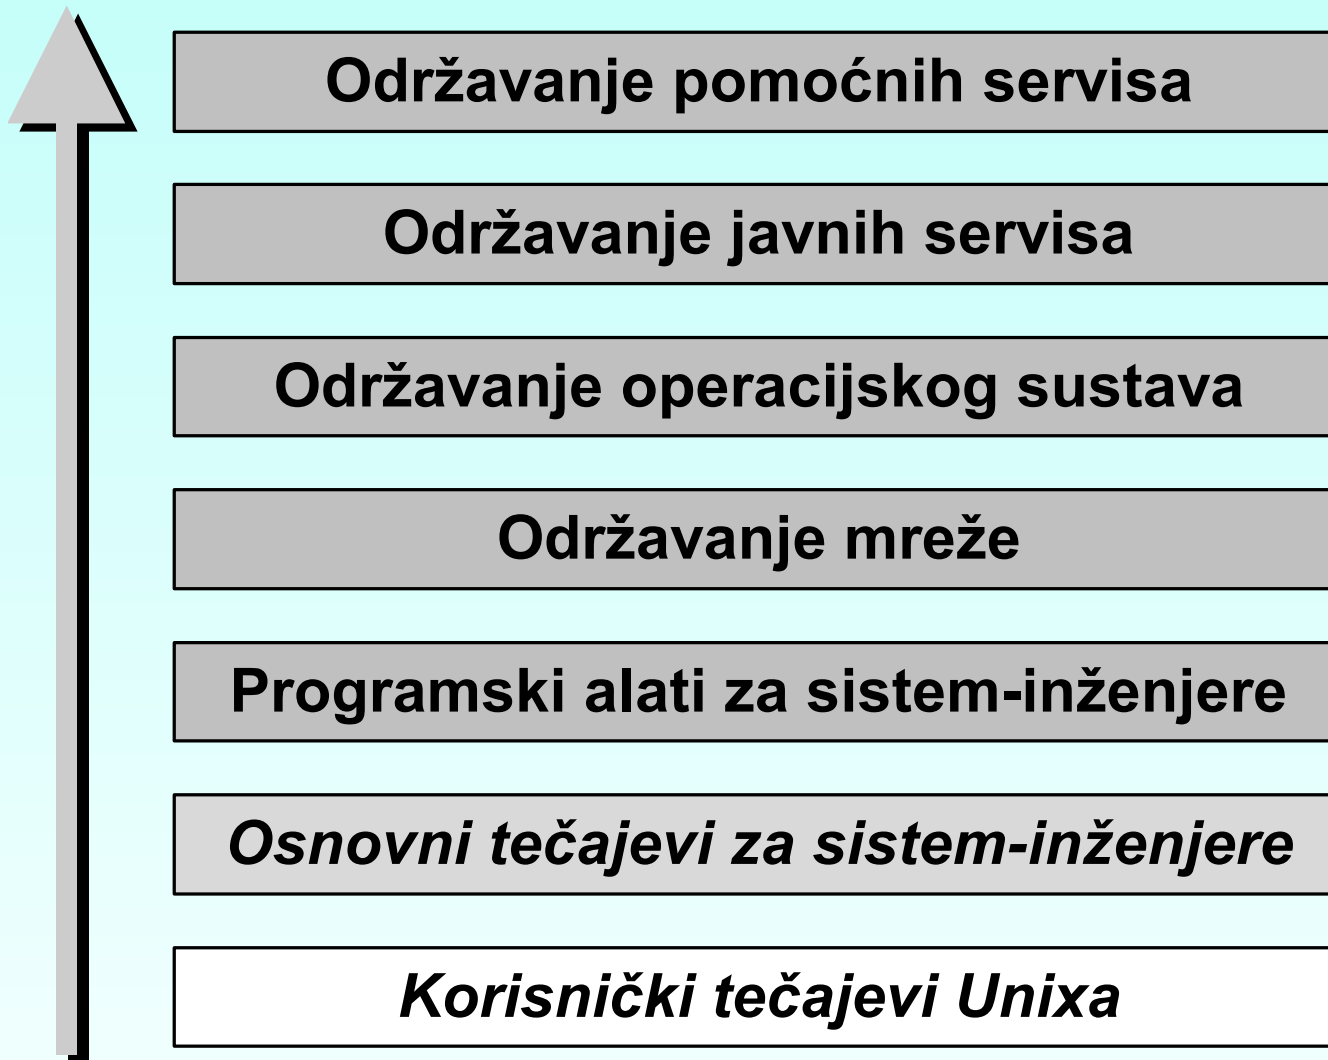 Održavanje pomoćnih servisa
Održavanje javnih servisa
Održavanje operacijskog sustava
Održavanje mreže
Programski alati za sistem-inženjere
Osnovni tečajevi za sistem-inženjere
Korisnički tečajevi Unixa